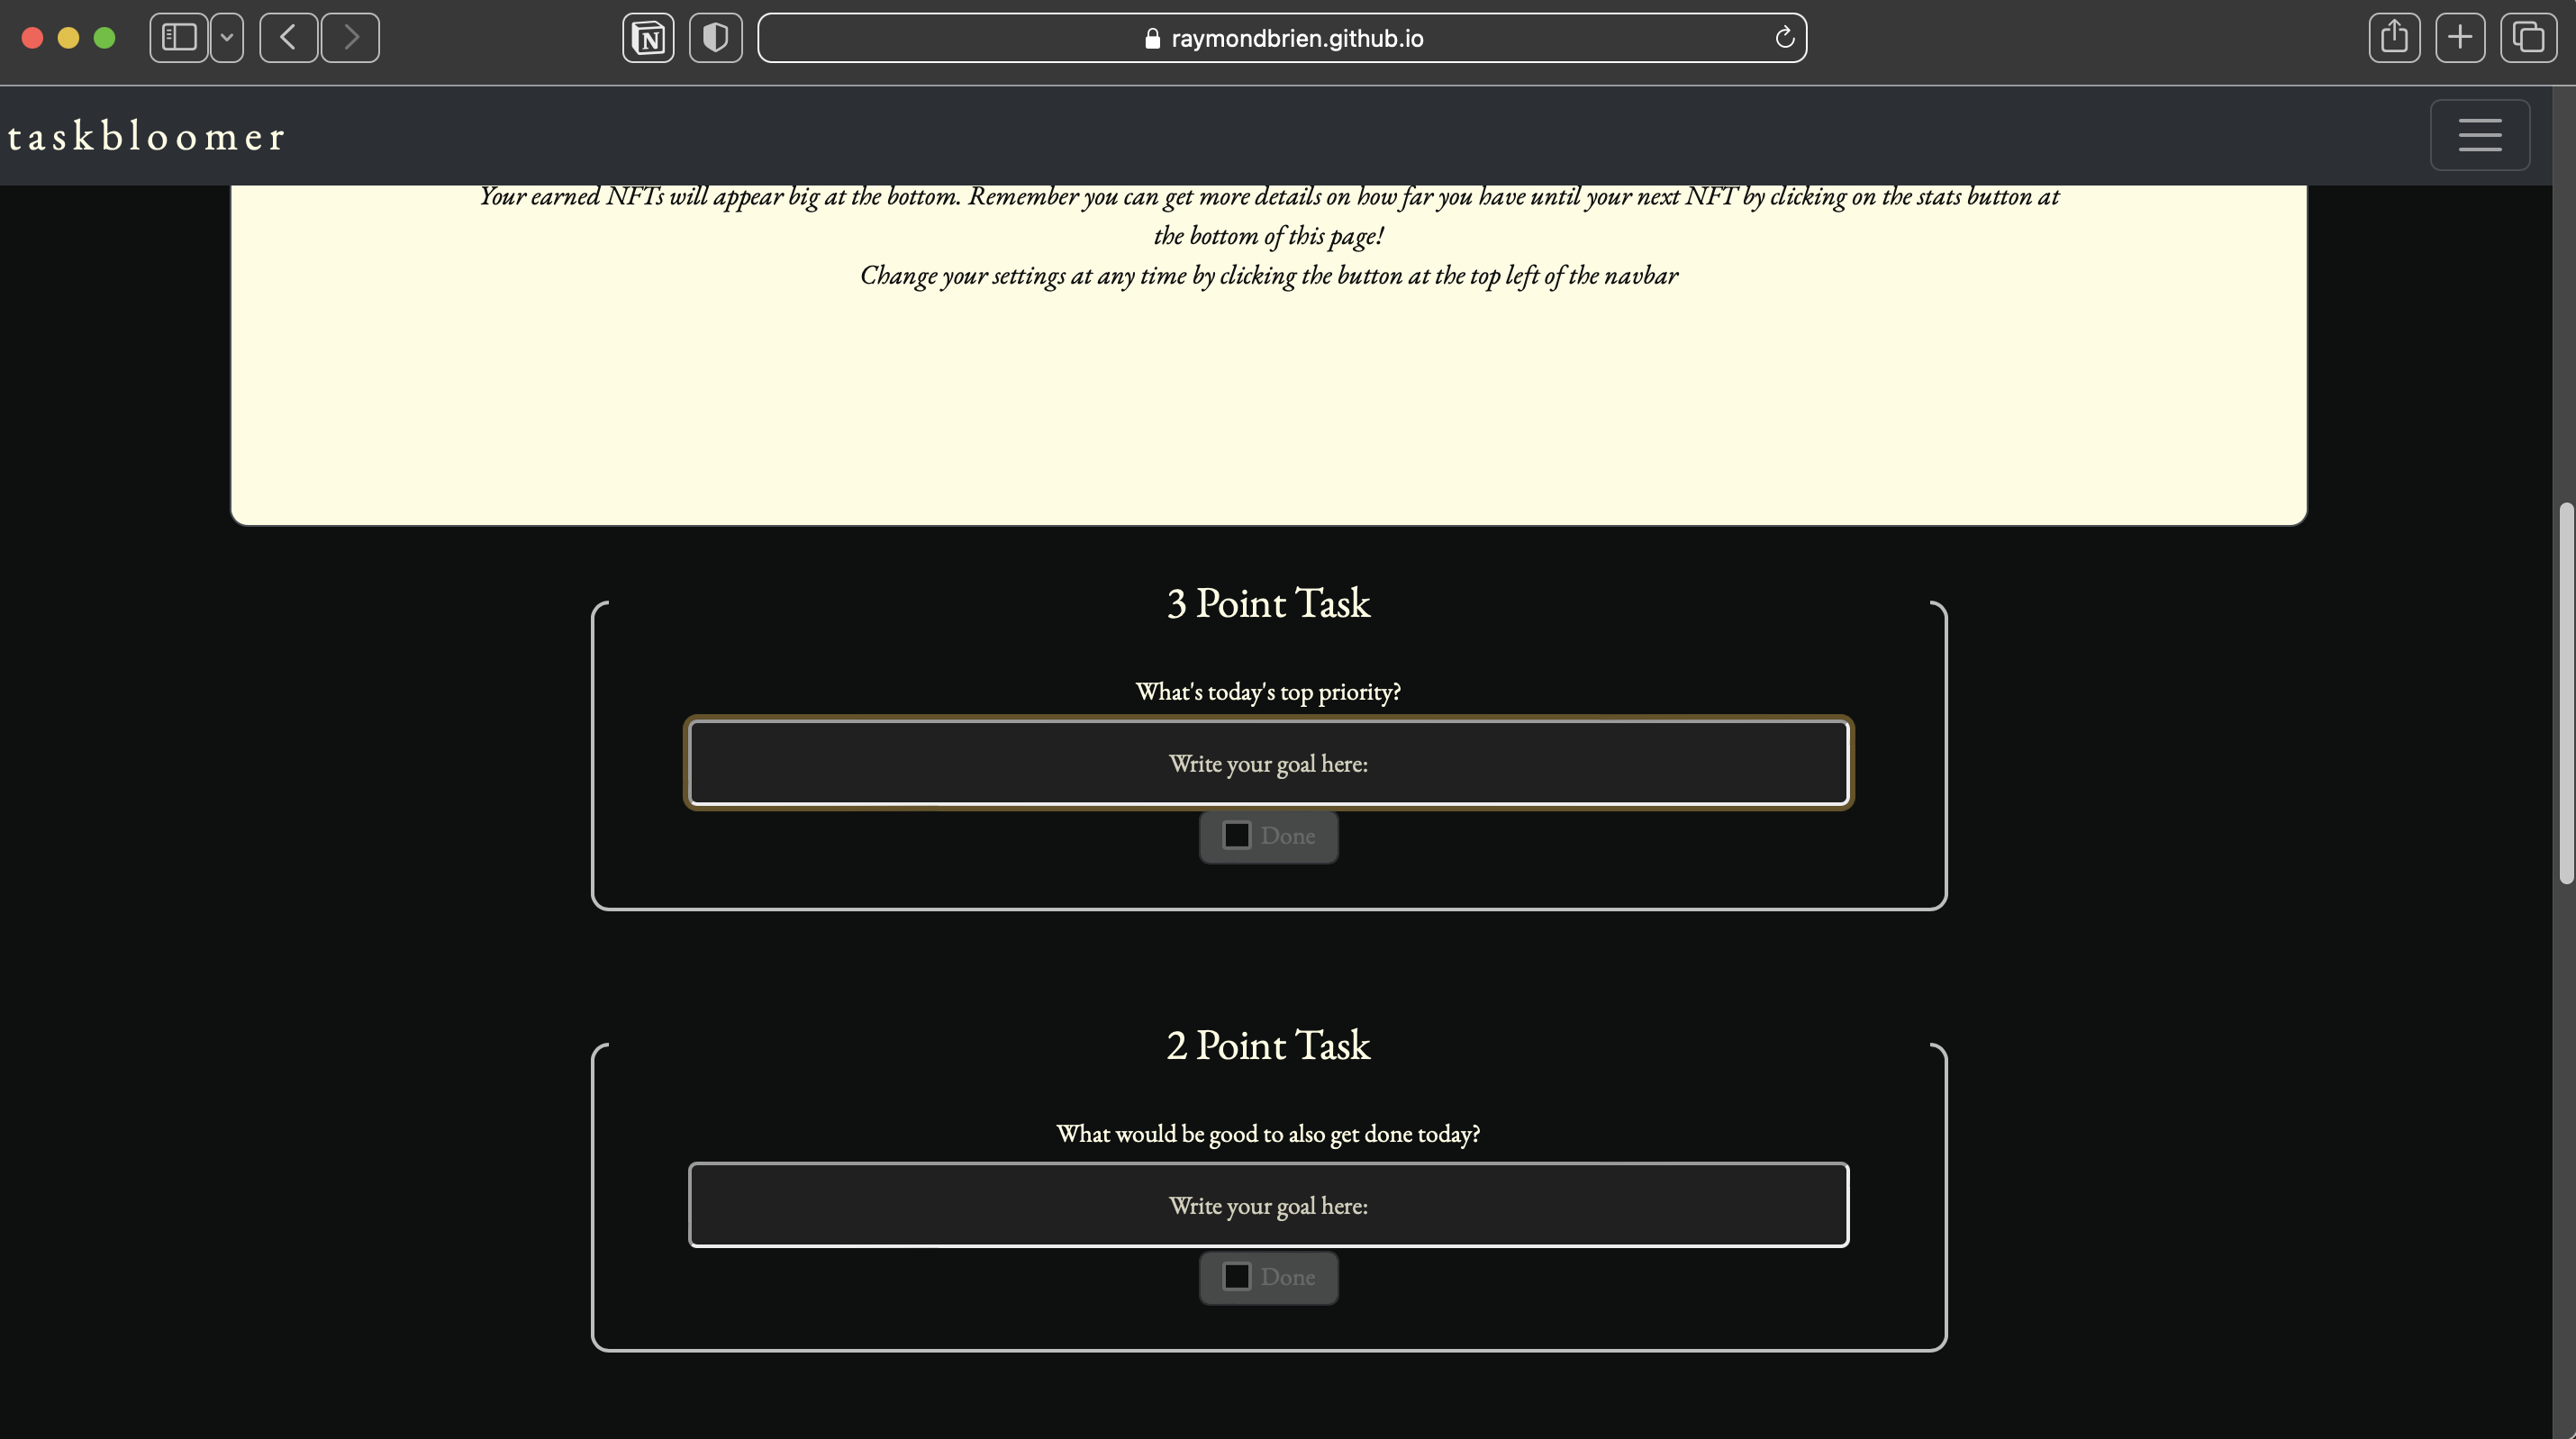 raymondbrien.github.io
taskbloomer
Your earned NFTs will appear big at the bottom. Remember you can get more details on how far you have until your next NFT by clicking on the stats button at
the bottom of this page!
Change your settings at any time by clicking the button at the top left of the navbar
3 Point Task
What's today's top priority?
Write your goal here:
Done
2 Point Task
What would be good to also get done today?
Write your goal here:
Done